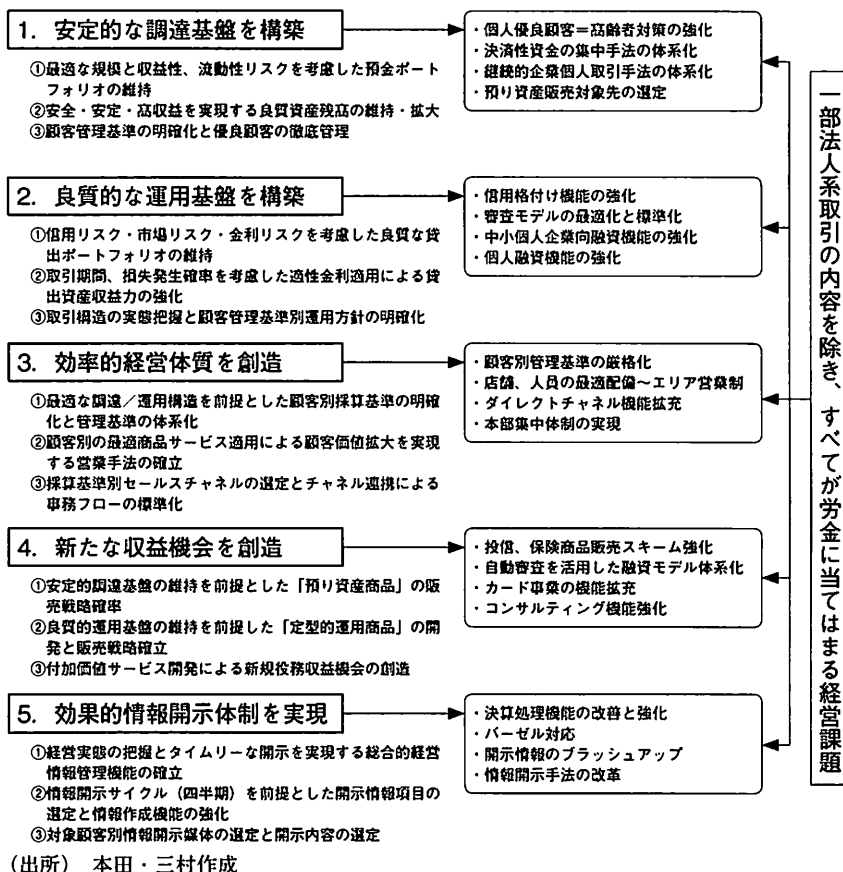 1. 安定的な調達基盤を構築
①最適な規模と収益性、流動性リスクを考慮した預金ポート
フォリオの維持
②安全・安定・高収益を実現する良質資産残高の維持・拡大
③顧客管理基準の明確化と優良顧客の徹底管理
・個人優良顧客＝高齢者対策の強化
・決済性資金の集中手法の体系化
・継続的企業個人取引手法の体系化
・預り資産販売対象先の選定
2. 良質的な運用基盤を構築
①信用リスク・市場リスク・金利リスクを考慮した良質な貸
出ポートフォリオの維持
②取引期間、損失発生確率を考慮した適性金利適用による貸
出資産収益力の強化
③取引構造の実態把握と顧客管理基準別運用方針の明確化
・信用格付け機能の強化
・審査モデルの最適化と標準化
・中小個人企業向融資機能の強化
・個人融資機能の強化
3. 効率的経営体質を創造
①最適な調達／運用構造を前提とした顧客別採算基準の明確
化と管理基準の体系化
②顧客別の最適商品サービス適用による顧客価値拡大を実現
する営業手法の確立
③採算基準別セールスチャネルの選定とチャネル連携による
事務フローの標準化
・顧客別管理基準の厳格化
・店舗、人員の最適配備～エリア営業制
・ダイレクトチャネル機能拡充
・本部集中体制の実現
4. 新たな収益機会を創造
①安定的調達基盤の維持を前提とした「預り資産商品」の販
売戦略確率
②良質的運用基盤の維持を前提した「定型的運用商品」の開
発と販売戦略確立
③付加価値サービス開発による新規役務収益機会の創造
・投信、保険商品販売スキーム強化
・自動審査を活用した融資モデル体系化
・カード事業の機能拡充
・コンサルティング機能強化
5. 効果的情報開示体制を実現
①経営実態の把握とタイムリーな開示を実現する総合的経営
情報管理機能の確立
②情報開示サイクル（四半期）を前提とした開示情報項目の
選定と情報作成機能の強化
③対象顧客別情報開示媒体の選定と開示内容の選定
・決算処理機能の改善と強化
・バーゼル対応
・開示情報のブラッシュアップ
・情報開示手法の改革
一部法人系取引の内容を除き、すべてが労金に当てはまる経営課題
（出所） 本田・三村作成